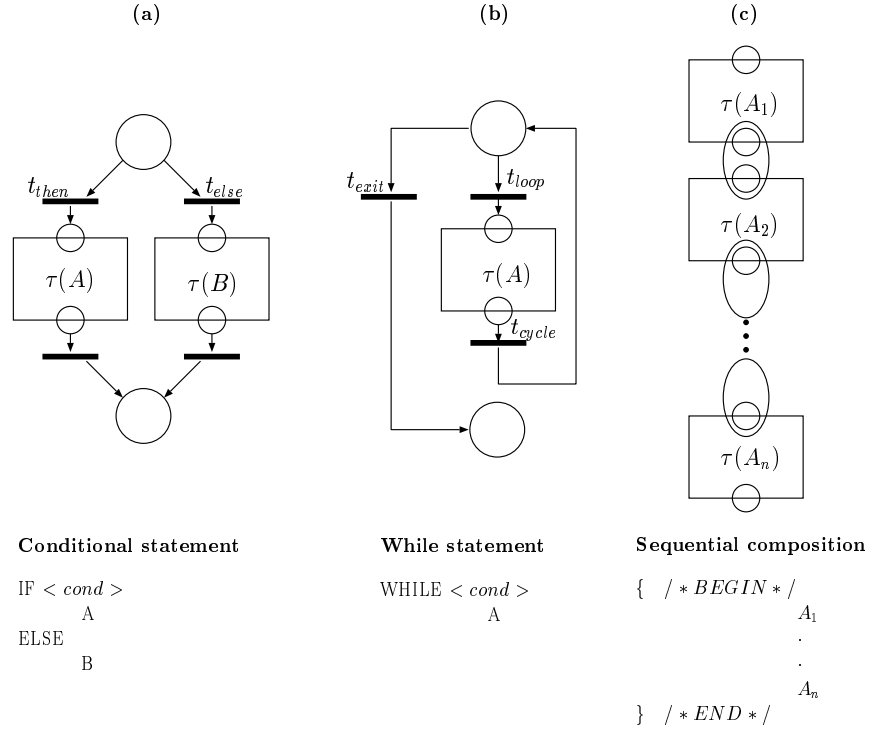 (a)
t_then
t_else
τ(A)
τ(B)
Conditional statement
IF < cond >
A
ELSE
B
(b)
t_exit
t_loop
τ(A)
t_cycle
While statement
WHILE < cond >
A
(c)
τ(A₁)
τ(A₂)
τ(Aₙ)
Sequential composition
{ / * BEGIN * /
A₁
.
.
Aₙ
} / * END * /